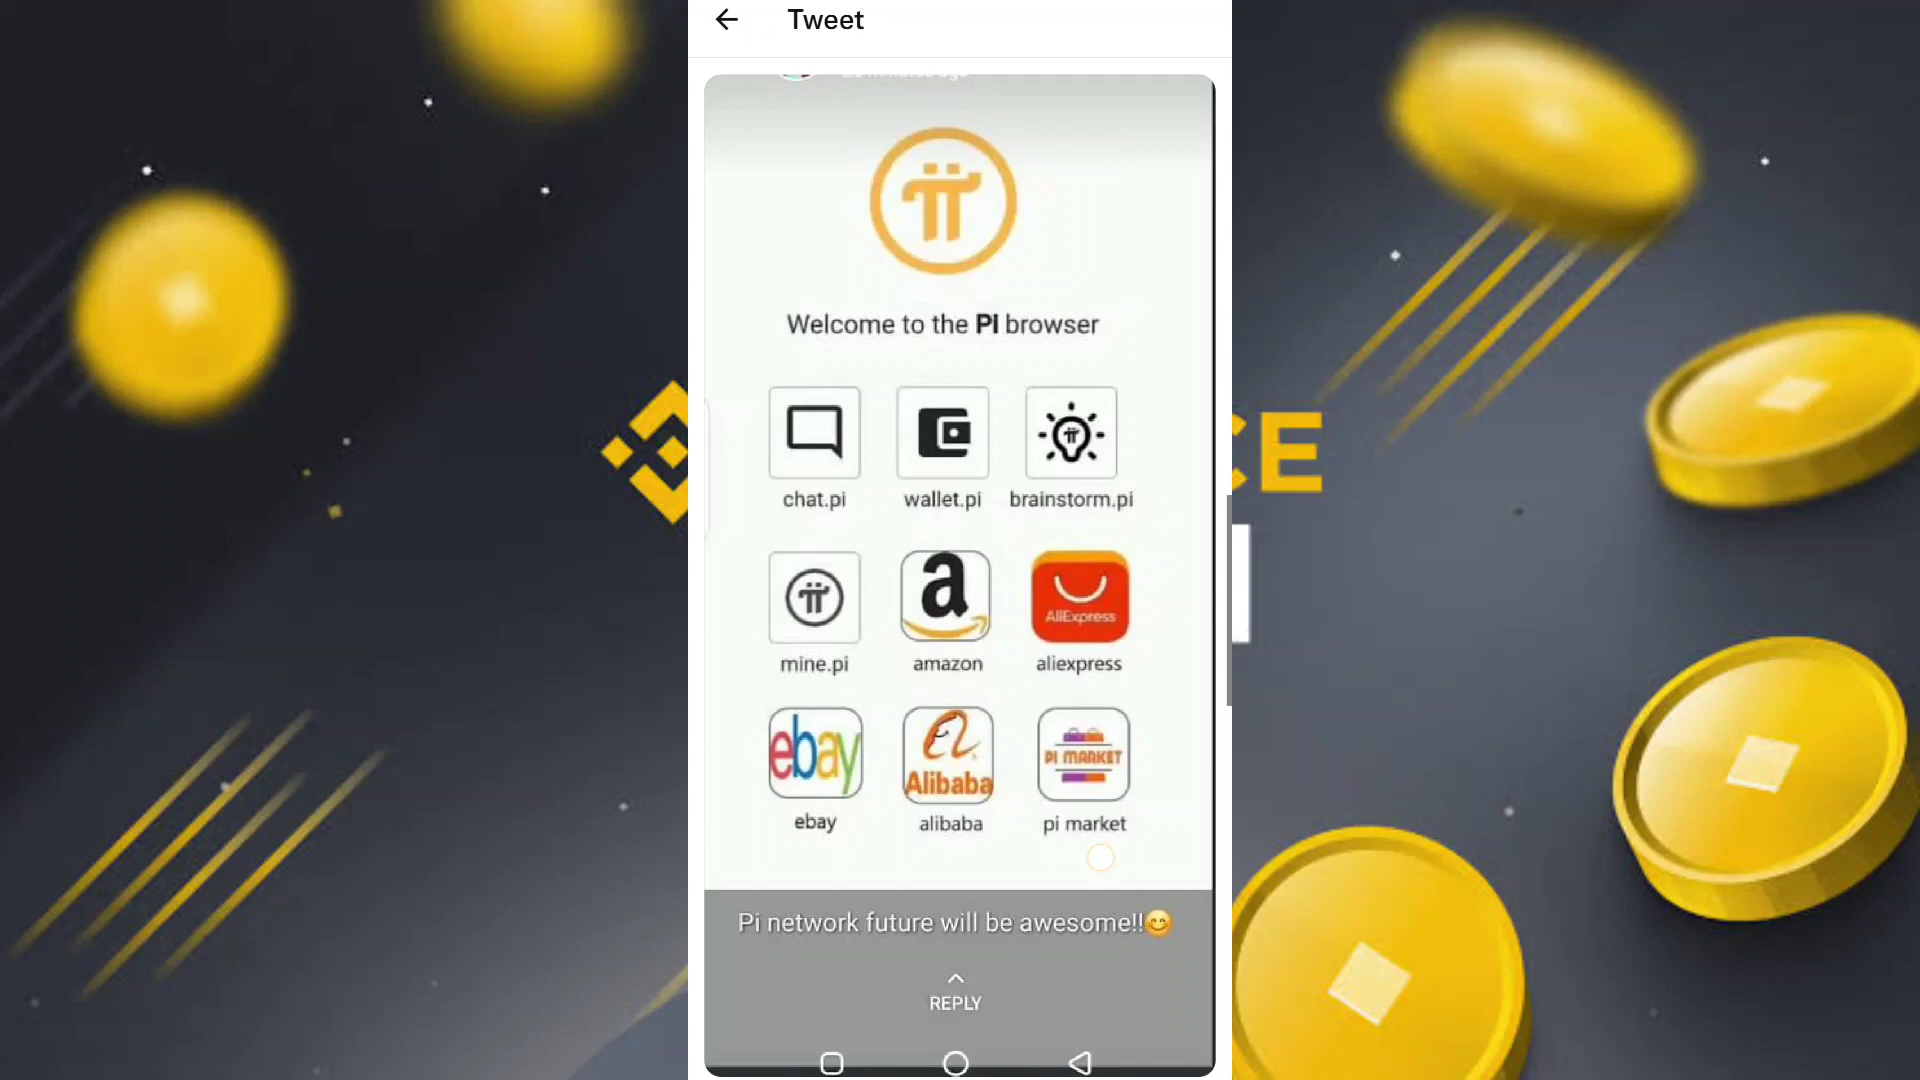 Tweet
Welcome to the Pi browser
chat.pi
wallet.pi
brainstorm.pi
AliExpress
mine.pi
amazon
aliexpress
ebay
Alibaba
PI MARKET
ebay
alibaba
pi market
CE
Pi network future will be awesome!!😊
REPLY